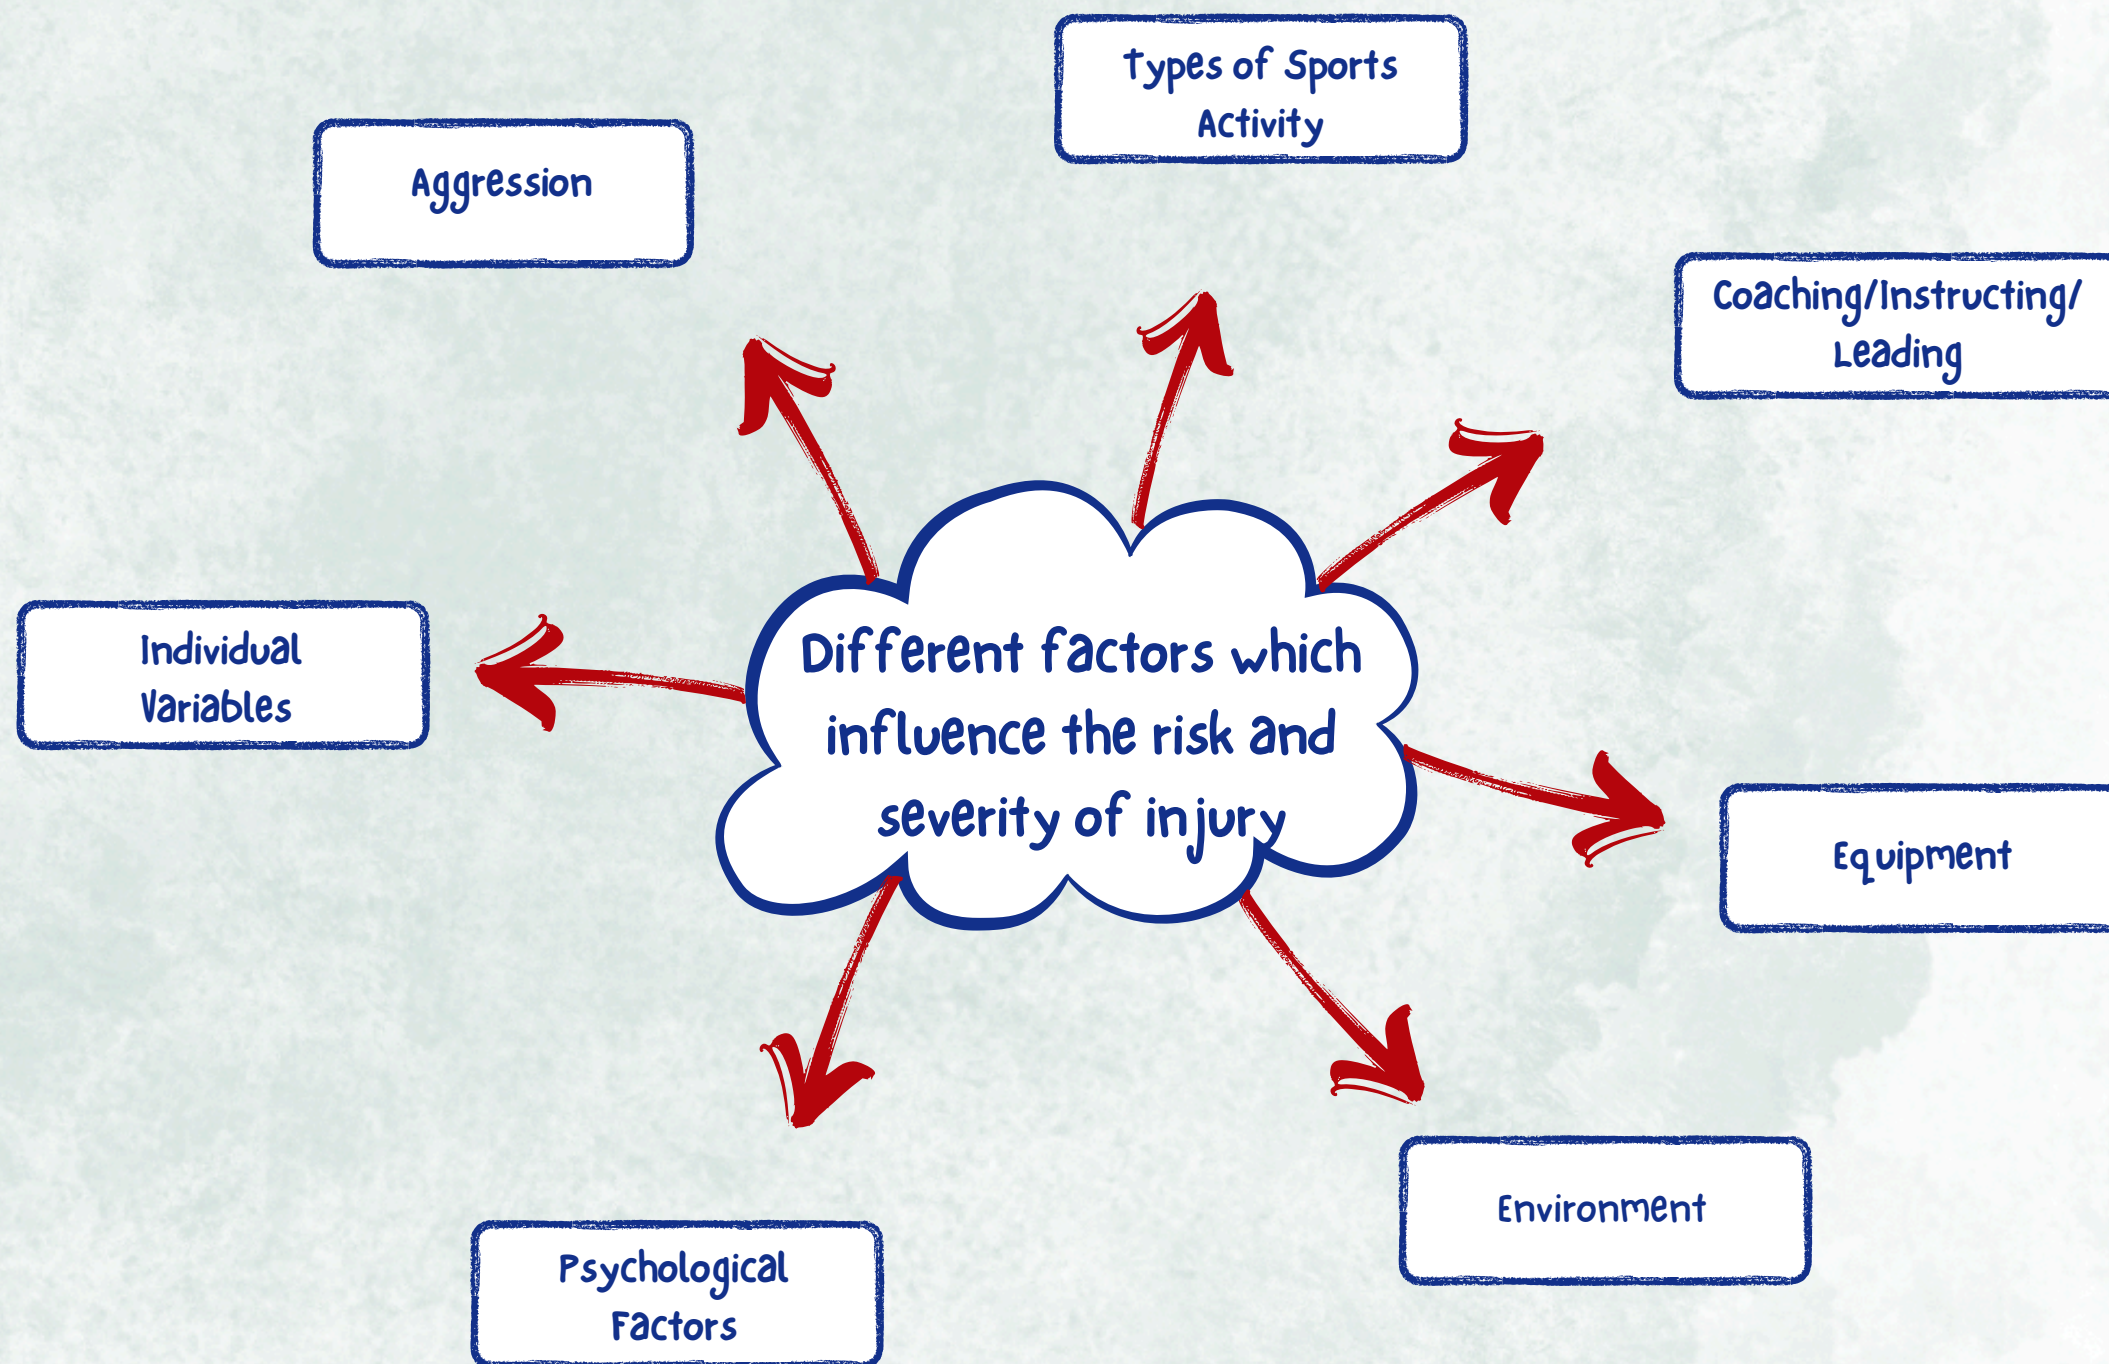 Types of Sports
Activity
Aggression
Coaching/Instructing/
Leading
Individual
Variables
Different factors which
influence the risk and
severity of injury
Equipment
Environment
Psychological
Factors